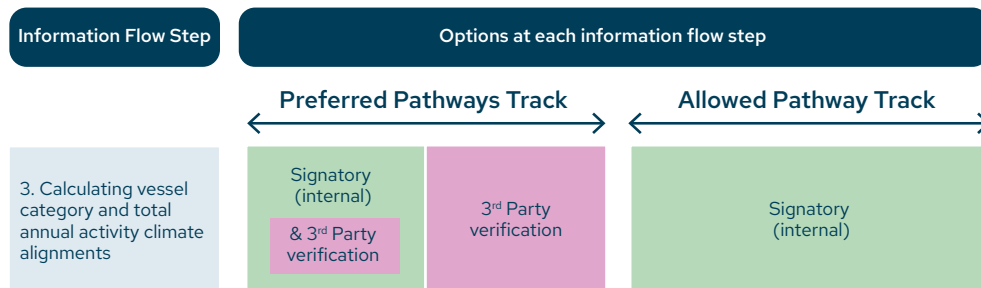 Information Flow Step
Options at each information flow step
Preferred Pathways Track
Allowed Pathway Track
3. Calculating vessel
category and total
annual activity climate
alignments
Signatory
(internal)
& 3rd Party
verification
3rd Party
verification
Signatory
(internal)